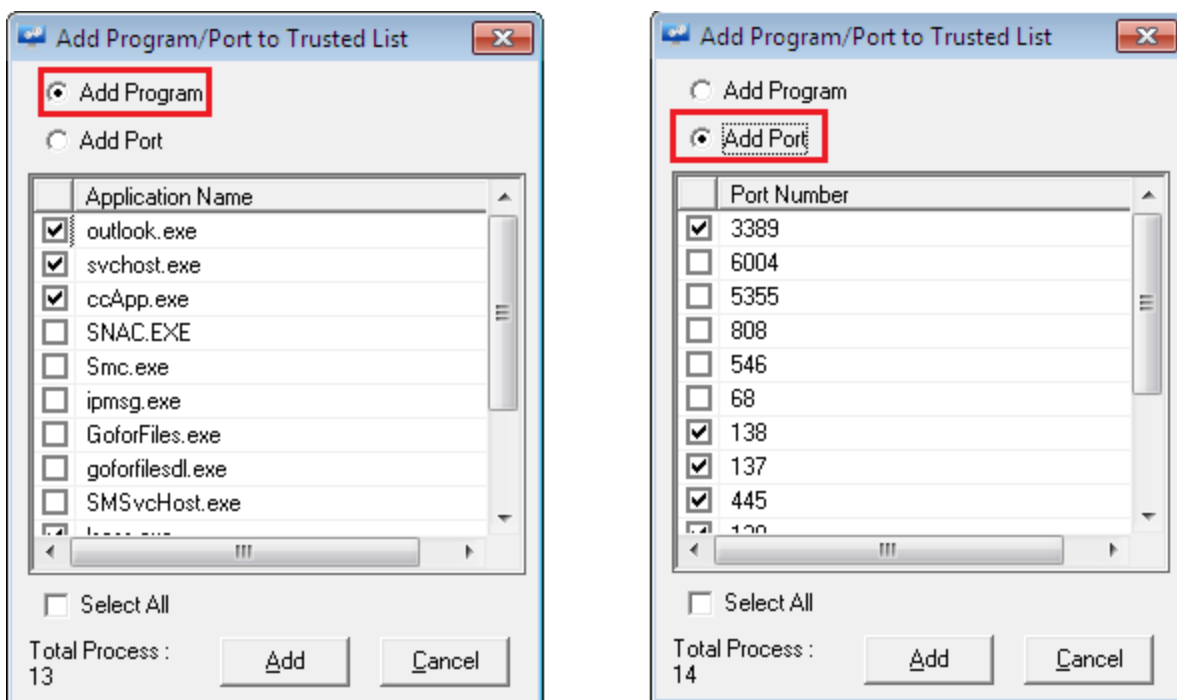 Add Program/Port to Trusted List
Add Program
Add Port
Application Name
outlook.exe
svchost.exe
ccApp.exe
SNAC.EXE
Smc.exe
ipmsg.exe
GoforFiles.exe
goforfilesdl.exe
SMSvcHost.exe
Select All
Total Process :
13
Add
Cancel
Add Program/Port to Trusted List
Add Program
Add Port
Port Number
3389
6004
5355
808
546
68
138
137
445
Select All
Total Process :
14
Add
Cancel